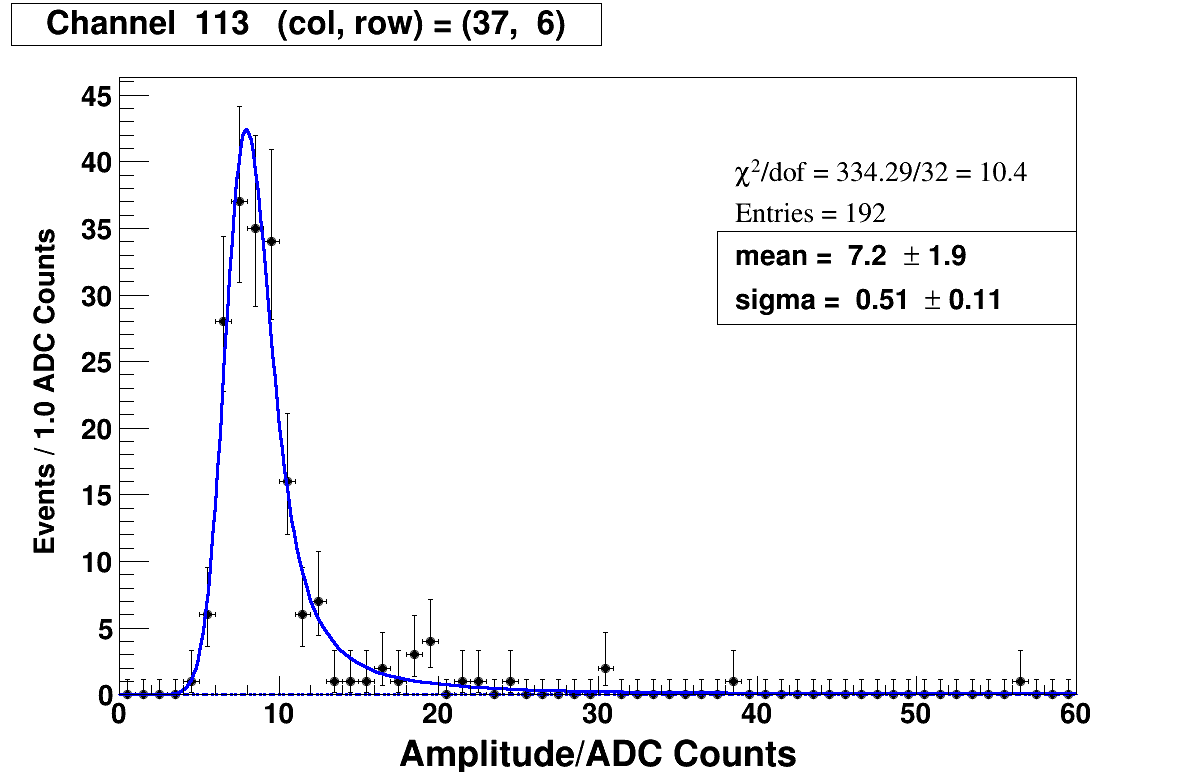 Channel 113 (col, row) = (37, 6)
45
40
35
30
25
20
15
10
5
0
Events / 1.0 ADC Counts
χ²/dof = 334.29/32 = 10.4
Entries = 192
mean = 7.2 ± 1.9
sigma = 0.51 ± 0.11
0 10 20 30 40 50 60
Amplitude/ADC Counts